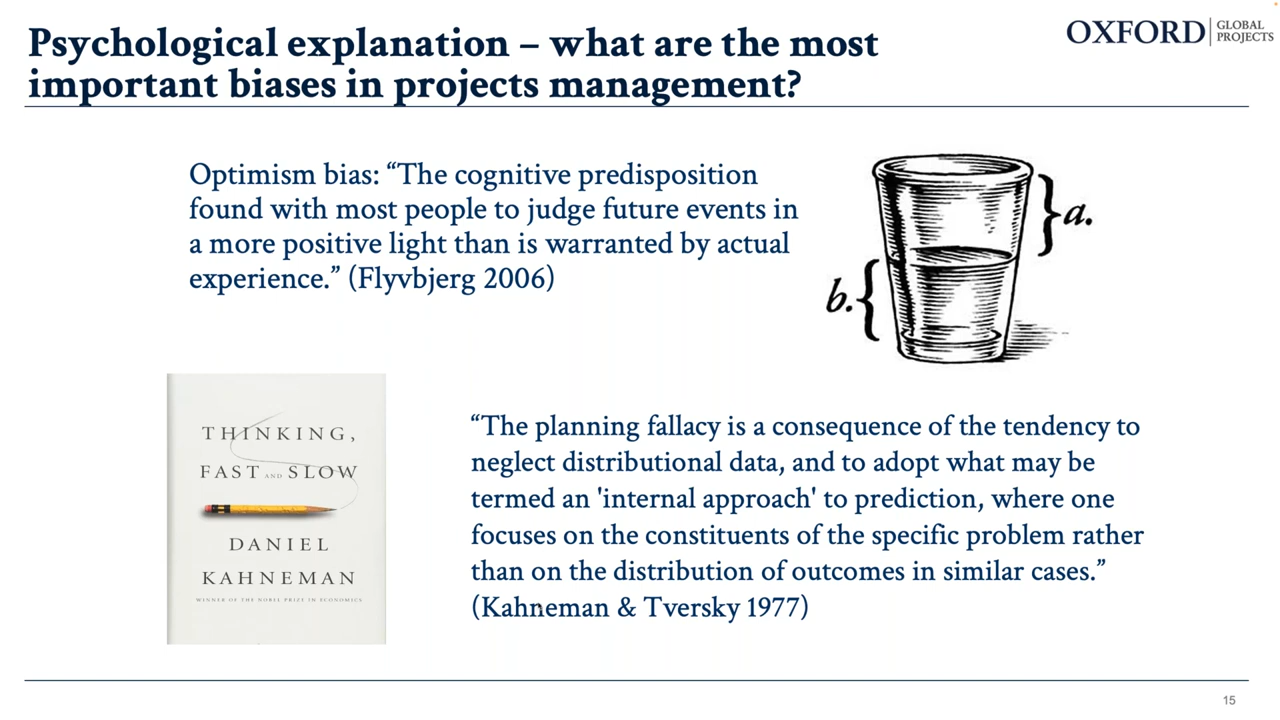 Psychological explanation – what are the most
important biases in projects management?
OXFORD
GLOBAL
PROJECTS
Optimism bias: “The cognitive predisposition
found with most people to judge future events in
a more positive light than is warranted by actual
experience.” (Flyvbjerg 2006)
a.
b.
THINKING,
FAST AND SLOW
DANIEL
KAHNEMAN
WINNER OF THE NOBEL PRIZE IN ECONOMICS
“The planning fallacy is a consequence of the tendency to
neglect distributional data, and to adopt what may be
termed an 'internal approach' to prediction, where one
focuses on the constituents of the specific problem rather
than on the distribution of outcomes in similar cases.”
(Kahneman & Tversky 1977)
15